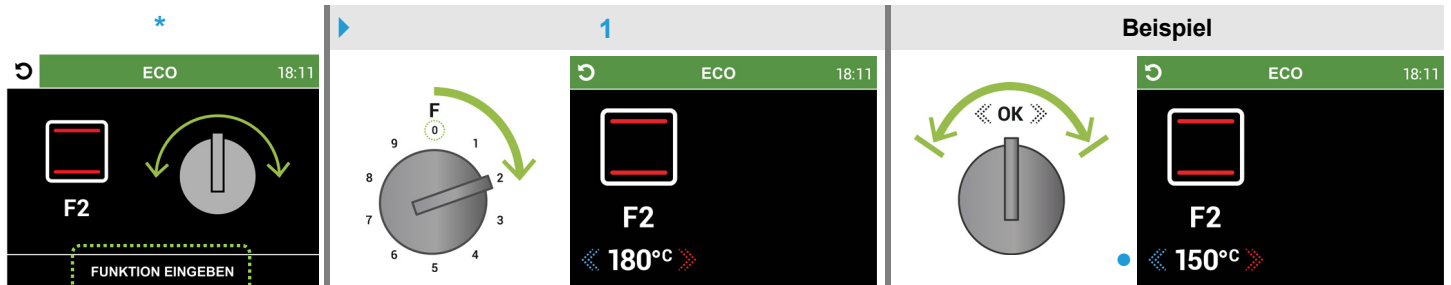 *
ECO 18:11
F2
FUNKTION EINGEBEN
1
F
0
1
2
3
4
5
6
7
8
9
ECO 18:11
F2
180°C
Beispiel
OK
ECO 18:11
F2
150°C